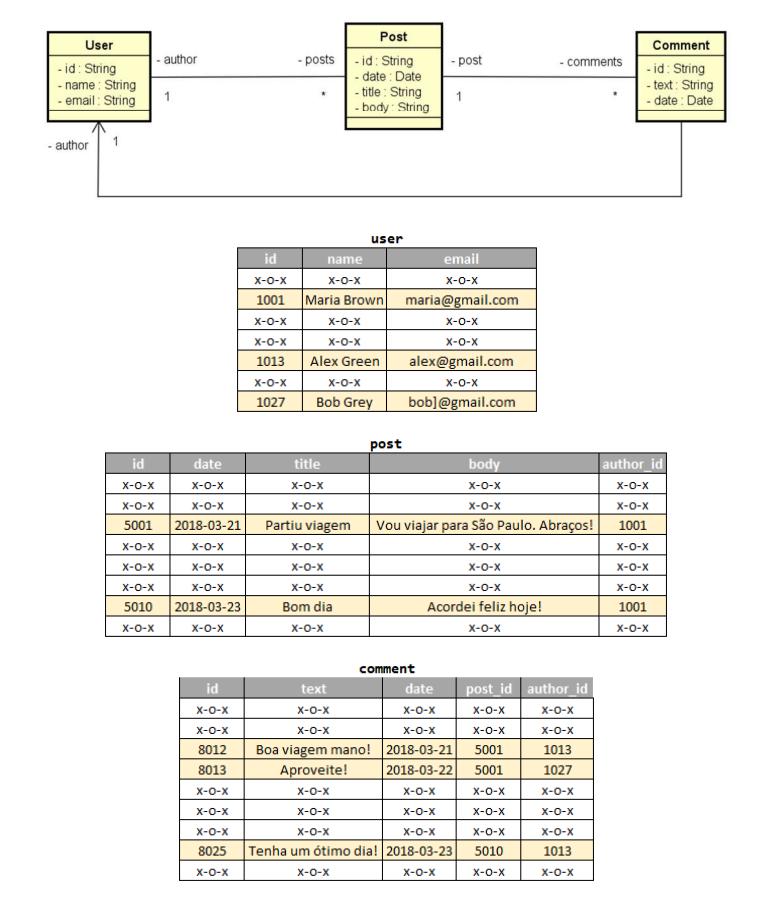 User
- id : String
- name : String
- email : String
- author
1
- posts
*
Post
- id : String
- date : Date
- title : String
- body : String
- post
1
- comments
*
Comment
- id : String
- text : String
- date : Date
- author
1
user
id name email
x-o-x x-o-x x-o-x
1001 Maria Brown maria@gmail.com
x-o-x x-o-x x-o-x
x-o-x x-o-x x-o-x
1013 Alex Green alex@gmail.com
x-o-x x-o-x x-o-x
1027 Bob Grey bob]@gmail.com
post
id date title body author_id
x-o-x x-o-x x-o-x x-o-x x-o-x
x-o-x x-o-x x-o-x x-o-x x-o-x
5001 2018-03-21 Partiu viagem Vou viajar para São Paulo. Abraços! 1001
x-o-x x-o-x x-o-x x-o-x x-o-x
x-o-x x-o-x x-o-x x-o-x x-o-x
x-o-x x-o-x x-o-x x-o-x x-o-x
5010 2018-03-23 Bom dia Acordei feliz hoje! 1001
x-o-x x-o-x x-o-x x-o-x x-o-x
comment
id text date post_id author_id
x-o-x x-o-x x-o-x x-o-x x-o-x
x-o-x x-o-x x-o-x x-o-x x-o-x
8012 Boa viagem mano! 2018-03-21 5001 1013
8013 Aproveite! 2018-03-22 5001 1027
x-o-x x-o-x x-o-x x-o-x x-o-x
x-o-x x-o-x x-o-x x-o-x x-o-x
x-o-x x-o-x x-o-x x-o-x x-o-x
8025 Tenha um ótimo dia! 2018-03-23 5010 1013
x-o-x x-o-x x-o-x x-o-x x-o-x